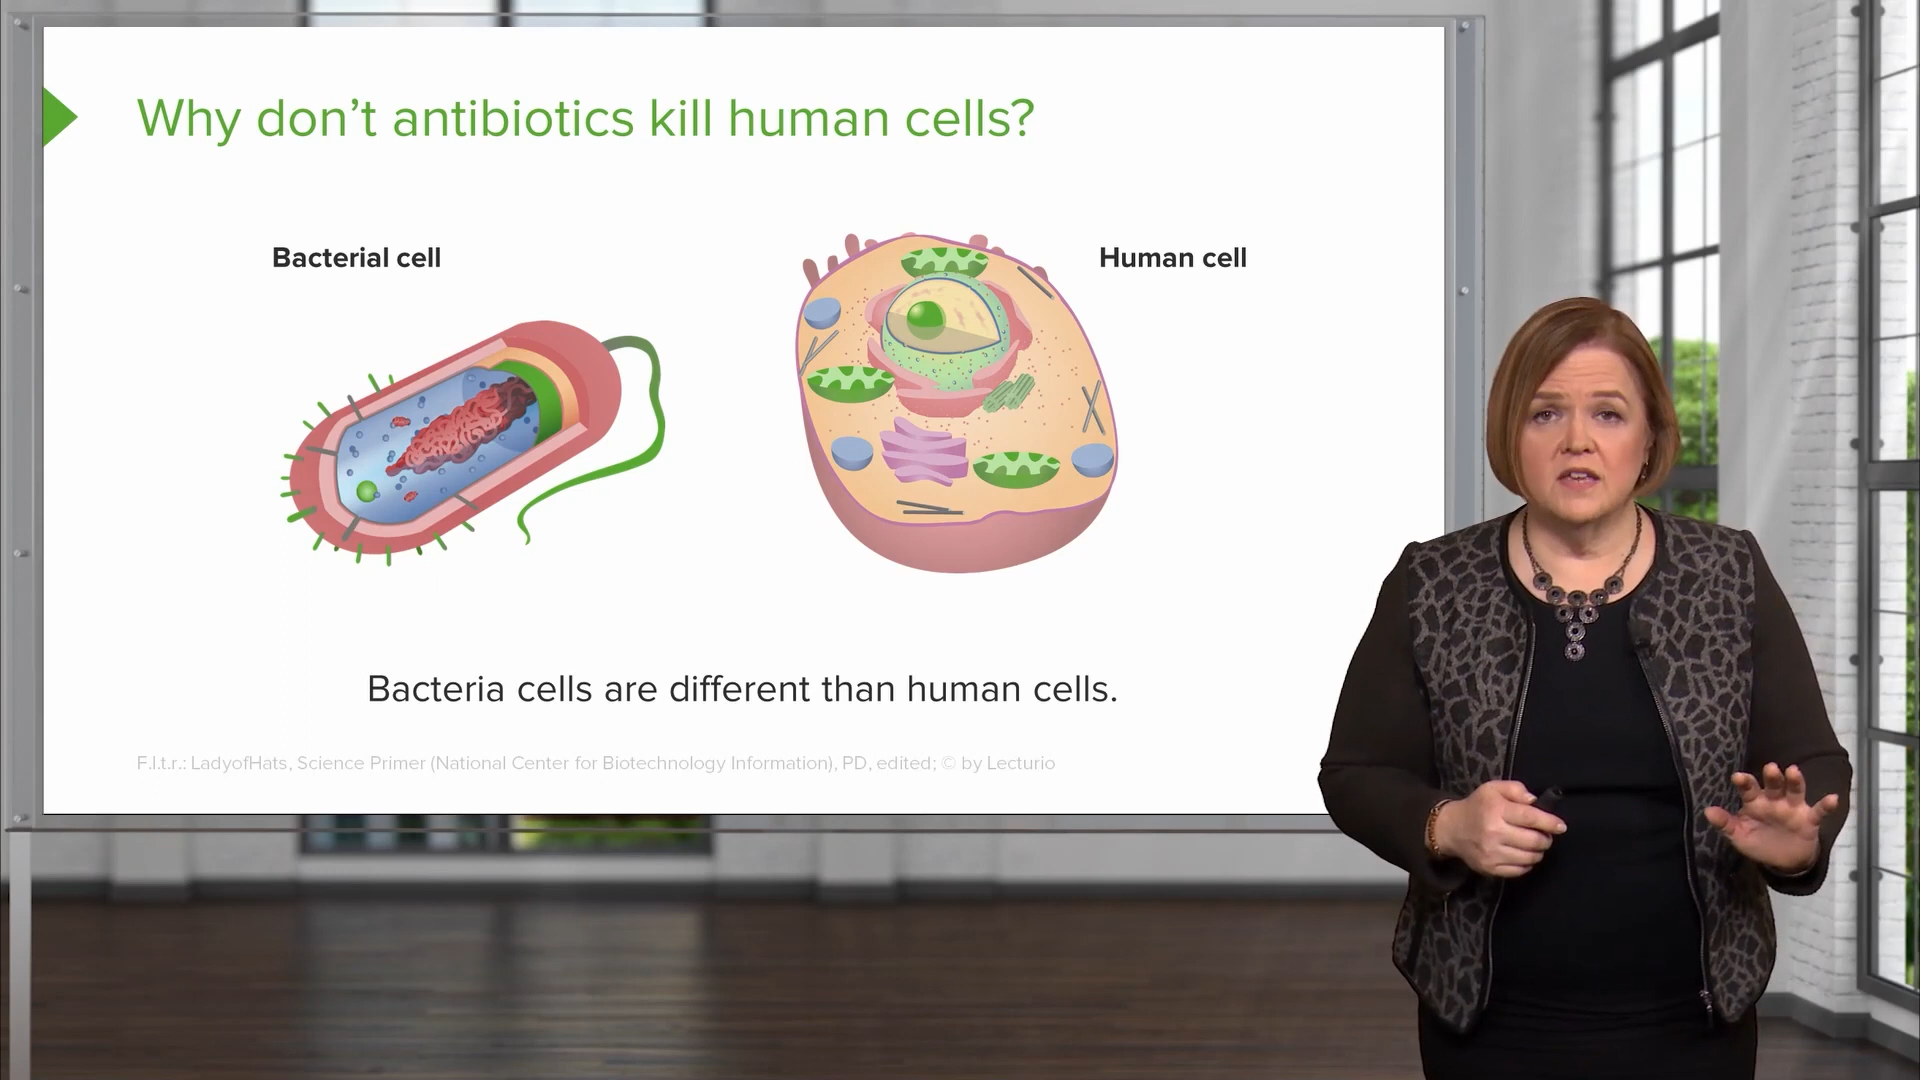 Why don’t antibiotics kill human cells?
Bacterial cell
Human cell
Bacteria cells are different than human cells.
F.l.t.r.: LadyofHats, Science Primer (National Center for Biotechnology Information), PD, edited; © by Lecturio